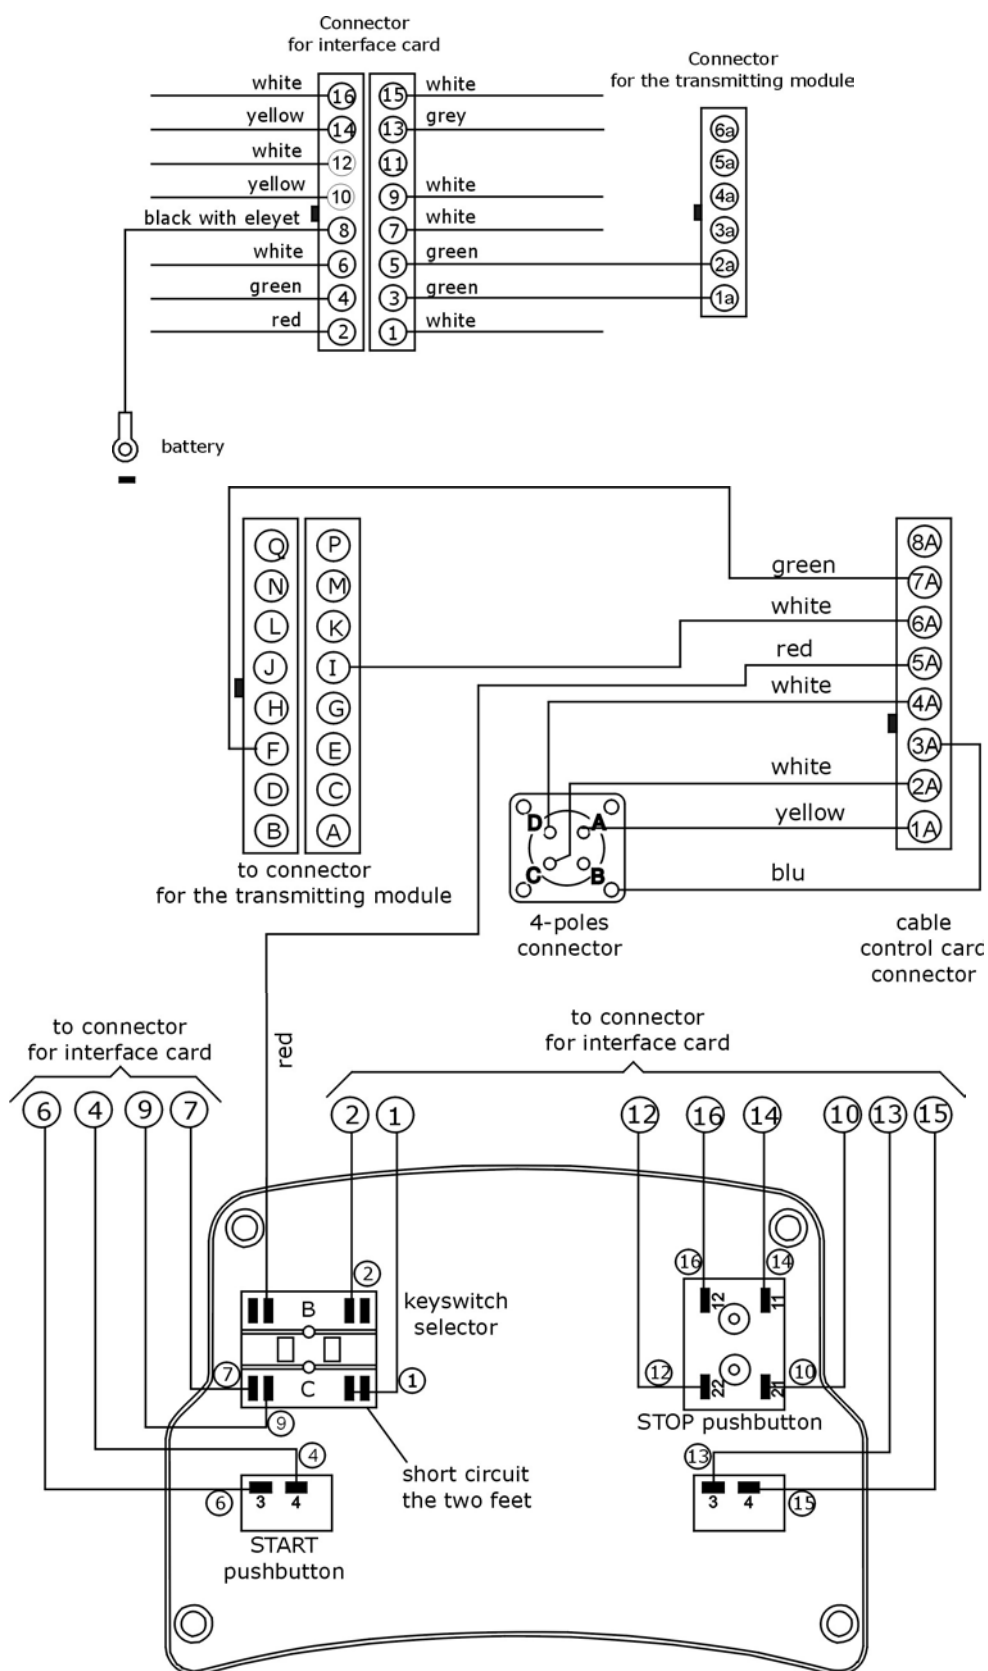 Connector
for interface card
Connector
for the transmitting module
white 16 15 white
yellow 14 13 grey 6a
white 12 11 5a
yellow 10 9 white 4a
black with eleyet 8 7 white 3a
white 6 5 green 2a
green 4 3 green 1a
red 2 1 white
battery
Q P 8A
green 7A
N M
white 6A
L K
red 5A
J I
white 4A
H G
F E 3A
white 2A
D C
yellow 1A
B A
D A
C B
blu
to connector
for the transmitting module
4-poles
connector
cable
control card
connector
to connector
for interface card
red
to connector
for interface card
6 4 9 7 2 1 12 16 14 10 13 15
2 16 14
B
keyswitch
selector
12 11
7 C 1 12 22 21 10
9
STOP pushbutton
4 13
short circuit
the two feet
6 3 4 3 4 15
START
pushbutton